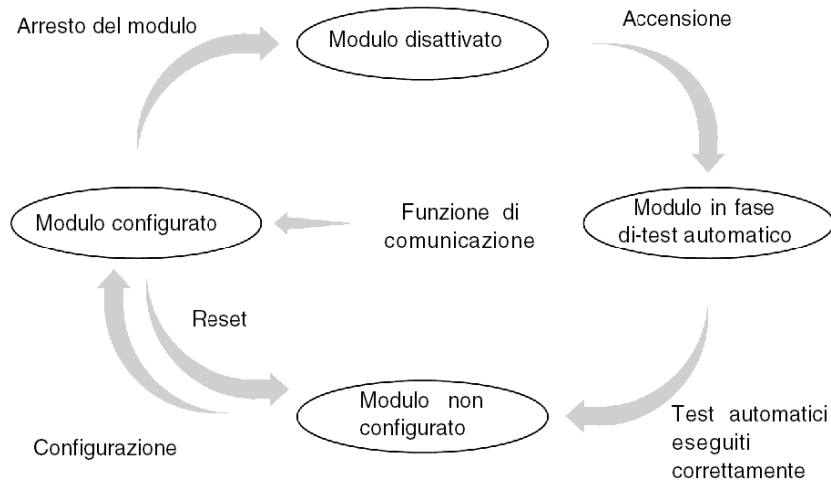 Arresto del modulo
Modulo disattivato
Accensione
Modulo configurato
Funzione di
comunicazione
Modulo in fase
di-test automatico
Reset
Configurazione
Modulo non
configurato
Test automatici
eseguiti
correttamente